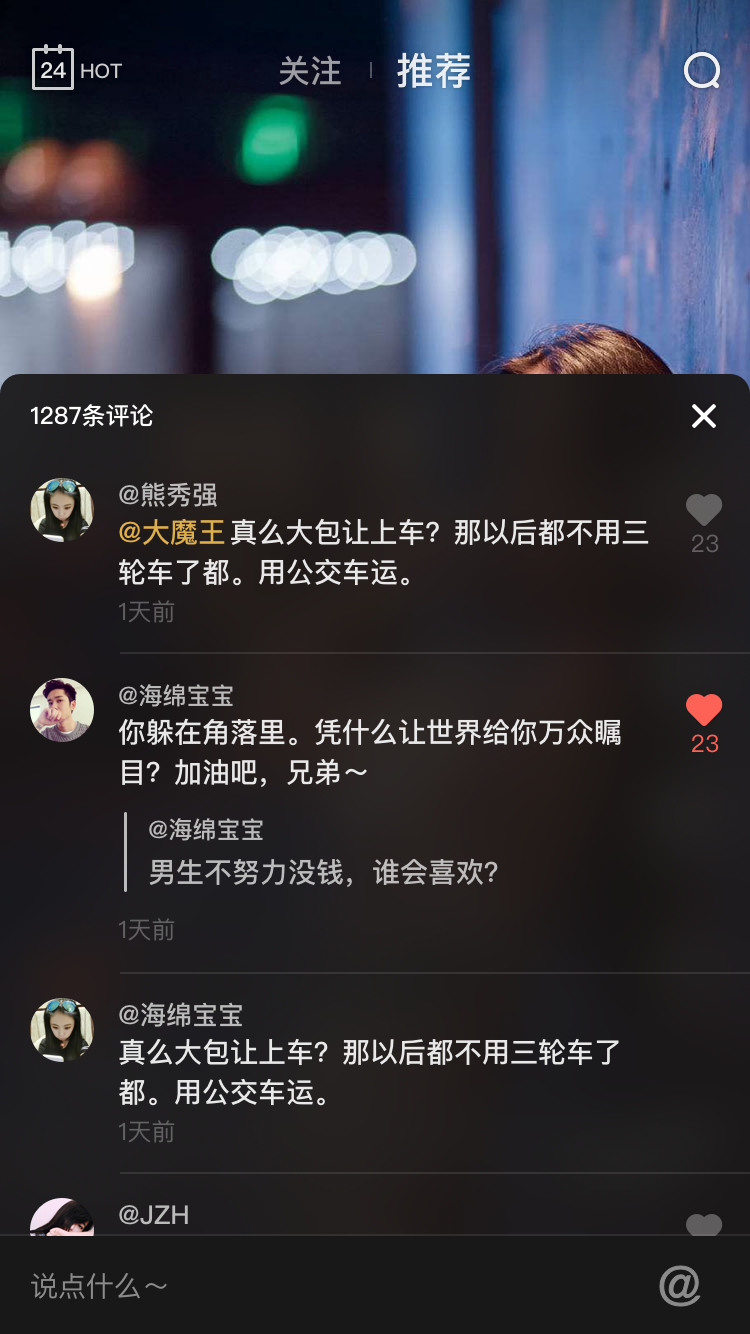 24 HOT 关注 推荐
1287条评论
@熊秀强
@大魔王 真么大包让上车？那以后都不用三
轮车了都。用公交车运。
23
1天前
@海绵宝宝
你躲在角落里。凭什么让世界给你万众瞩
目？加油吧，兄弟～
23
@海绵宝宝
男生不努力没钱，谁会喜欢？
1天前
@海绵宝宝
真么大包让上车？那以后都不用三轮车了
都。用公交车运。
1天前
@JZH
说点什么～ @